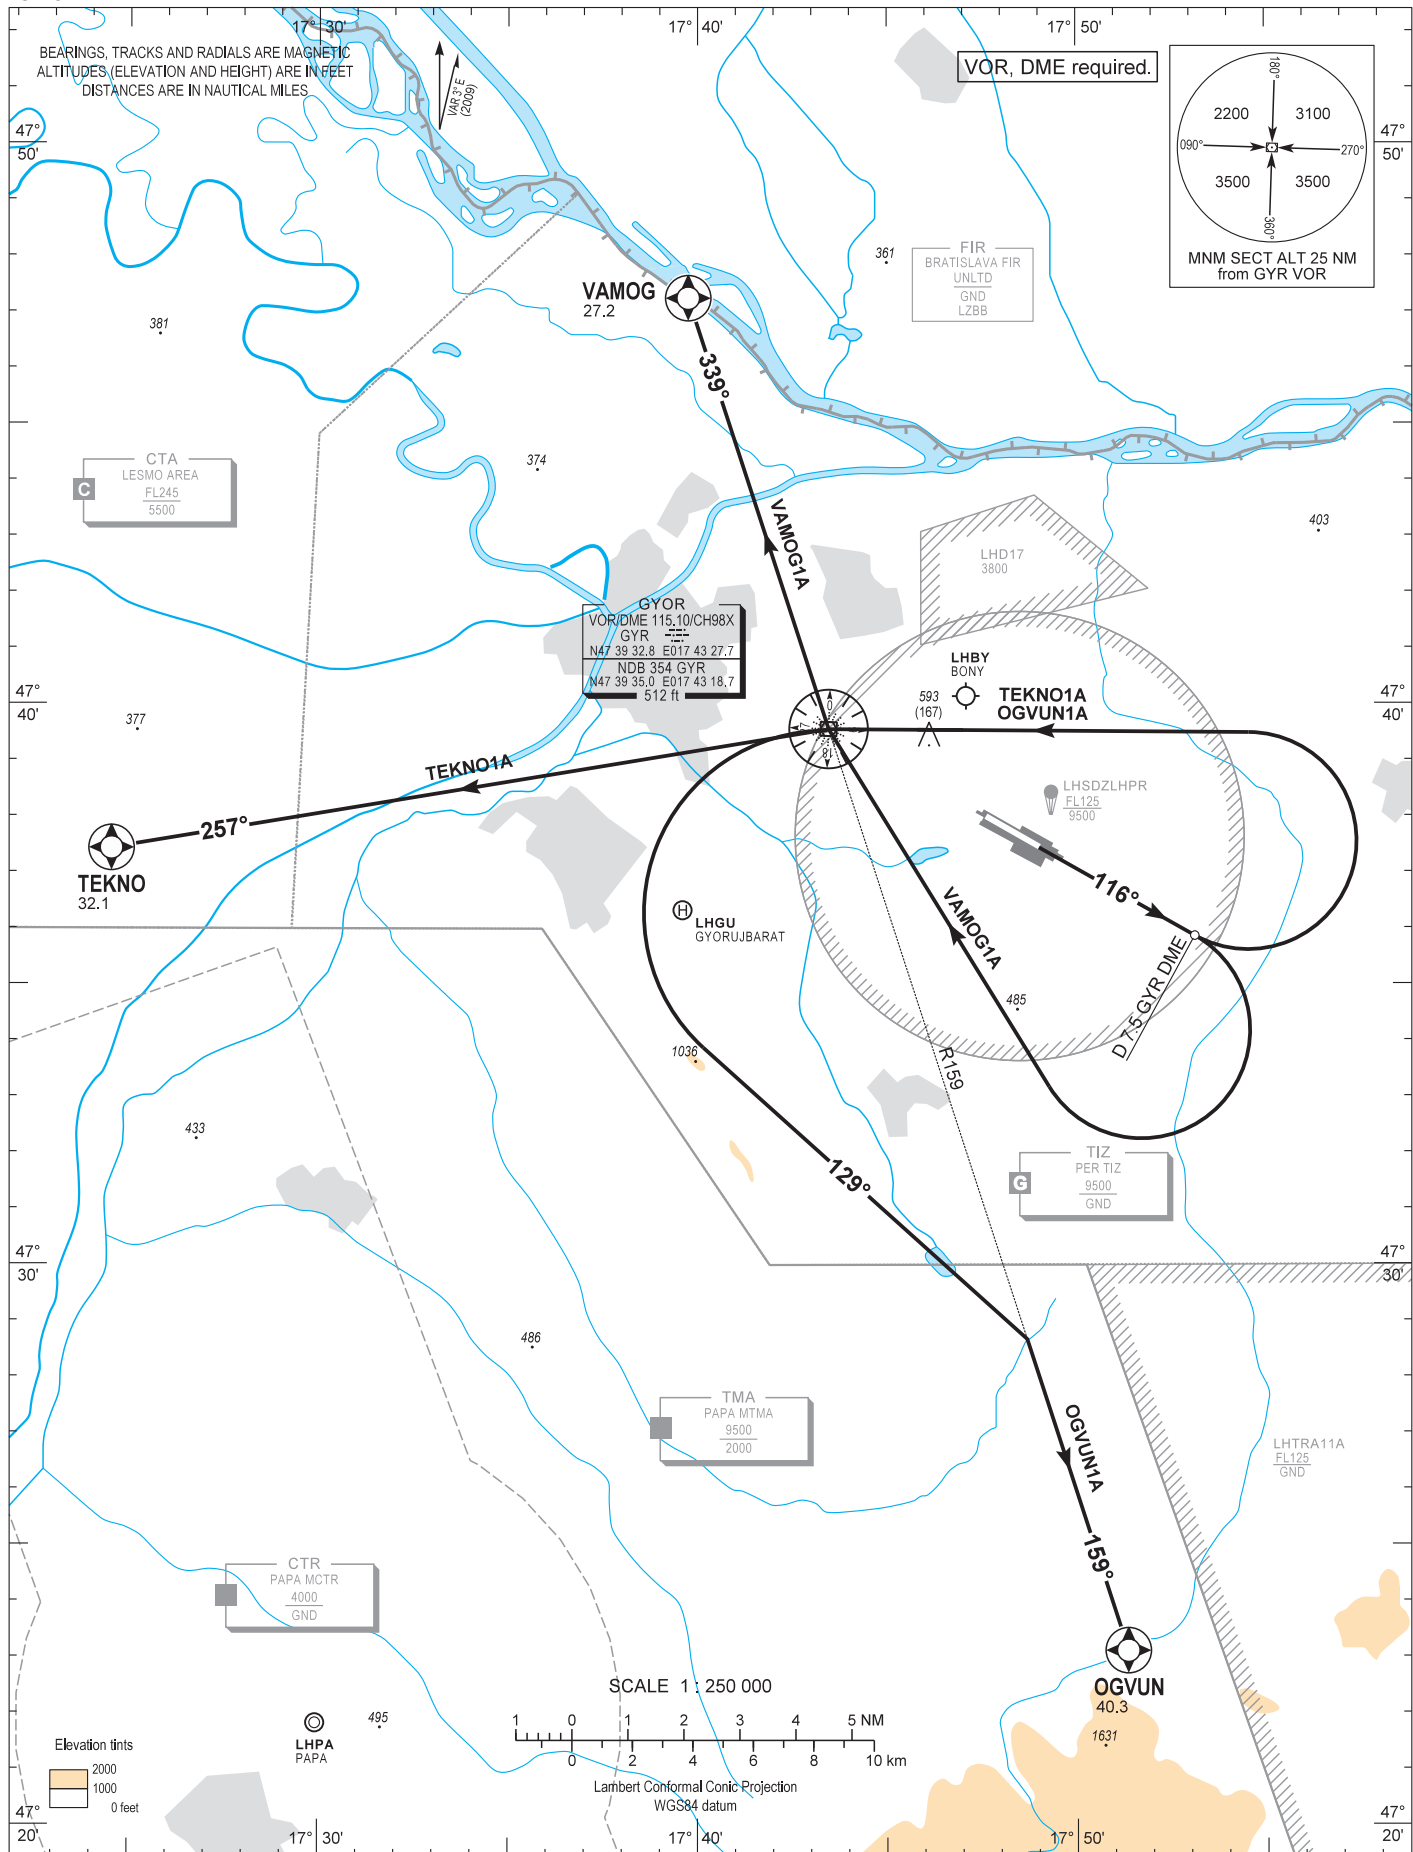 17° 30'
17° 40'
17° 50'
BEARINGS, TRACKS AND RADIALS ARE MAGNETIC
ALTITUDES (ELEVATION AND HEIGHT) ARE IN FEET
DISTANCES ARE IN NAUTICAL MILES
VAR 3° E
(2009)
VOR, DME required.
180°
2200
3100
090°
270°
3500
3500
360°
MNM SECT ALT 25 NM
from GYR VOR
47°
50'
47°
50'
FIR
BRATISLAVA FIR
UNLTD
GND
LZBB
361
VAMOG
27.2
381
339°
CTA
LESMO AREA
C
FL245
5500
374
VAMOG1A
403
LHD17
3800
GYOR
VOR/DME 115.10/CH98X
GYR
N47 39 32.8 E017 43 27.7
NDB 354 GYR
N47 39 35.0 E017 43 18.7
512 ft
LHBY
BONY
593
(167)
TEKNO1A
OGVUN1A
47°
40'
47°
40'
377
0
18
TEKNO1A
257°
LHSDZLHPR
FL125
9500
TEKNO
32.1
116°
VAMOG1A
H
LHGU
GYORUJBARAT
D 7.5 GYR DME
485
1036
R159
433
129°
TIZ
PER TIZ
G
9500
GND
47°
30'
47°
30'
486
TMA
PAPA MTMA
9500
2000
OGVUN1A
LHTRA11A
FL125
GND
159°
CTR
PAPA MCTR
4000
GND
OGVUN
40.3
1631
SCALE 1 : 250 000
1 0 1 2 3 4 5 NM
0 2 4 6 8 10 km
Lambert Conformal Conic Projection
WGS84 datum
495
LHPA
PAPA
Elevation tints
2000
1000
0 feet
47°
20'
47°
20'
17° 30'
17° 40'
17° 50'